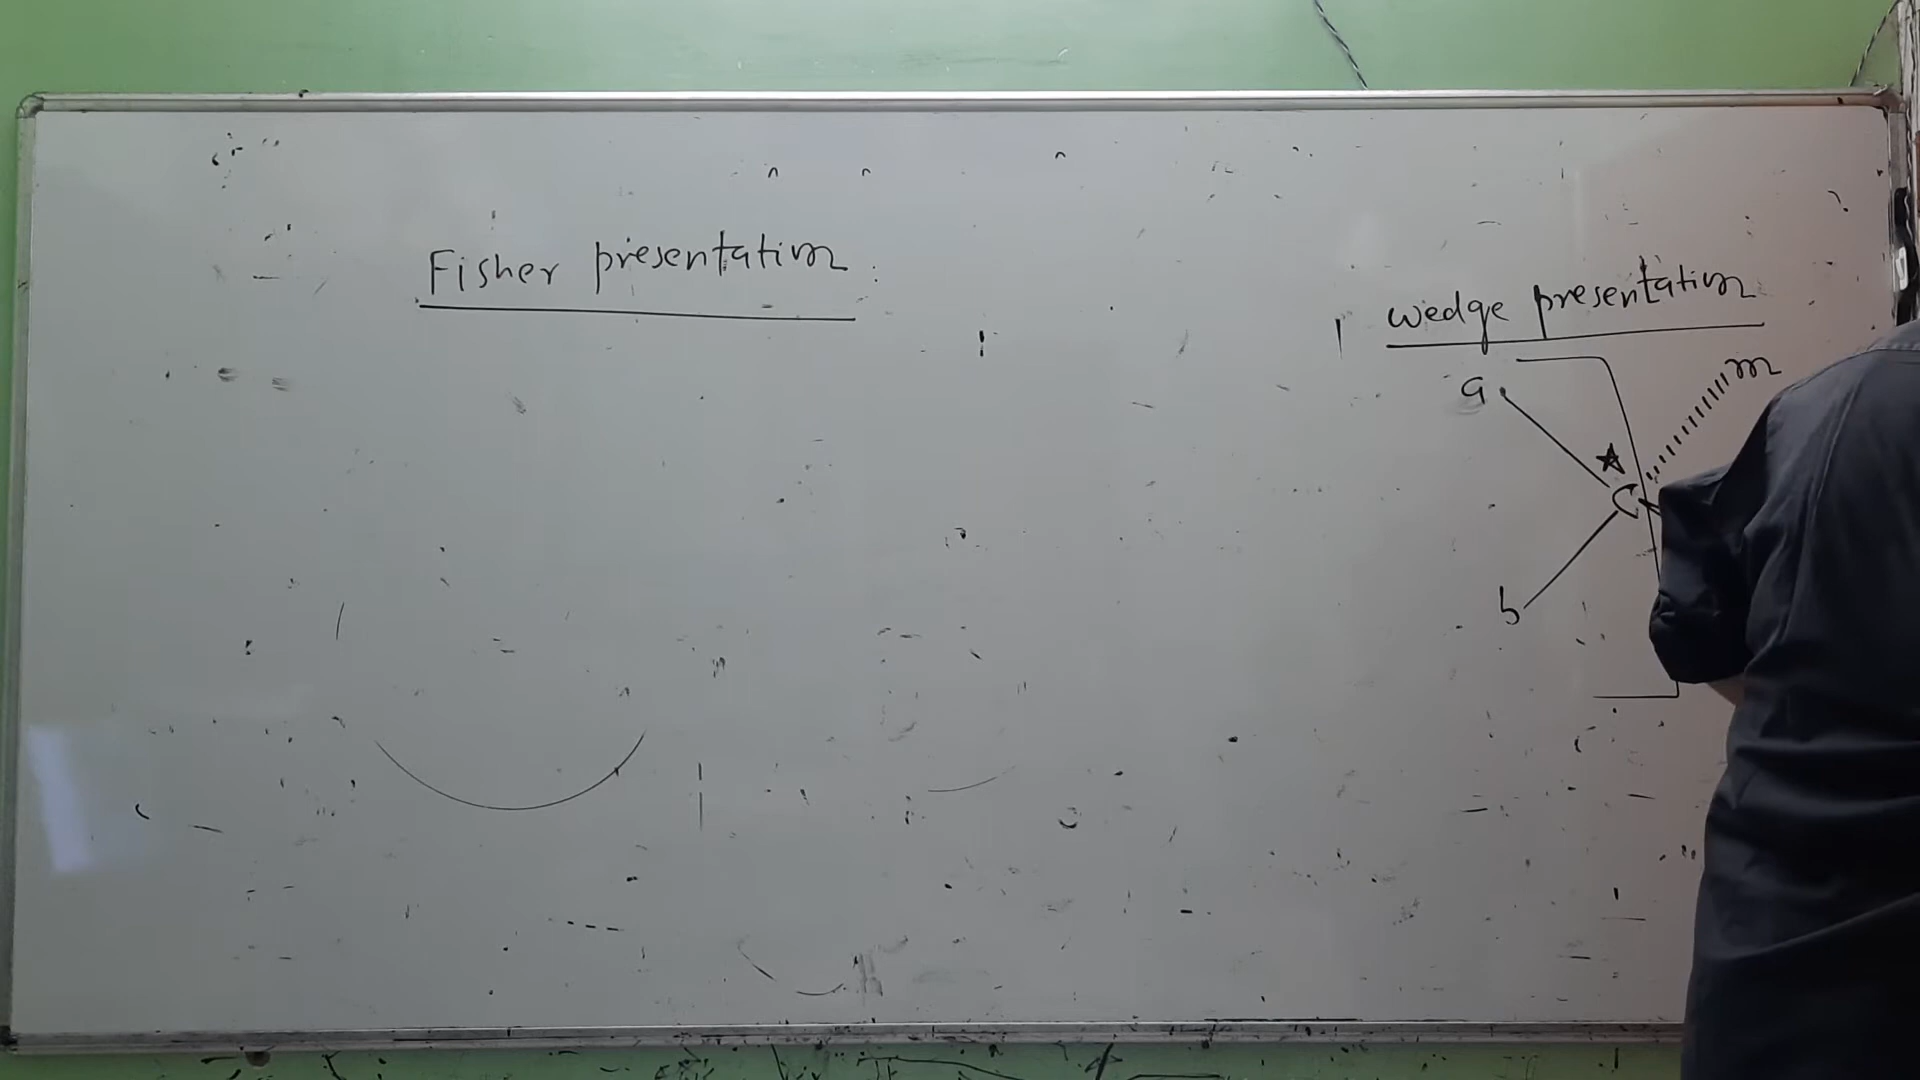 Fisher presentation
wedge presentation
a
m
C
b